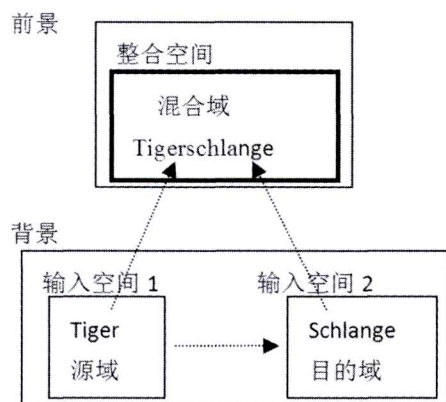 前景
整合空间
混合域
Tigerschlange
背景
输入空间 1 输入空间 2
Tiger Schlange
源域 目的域